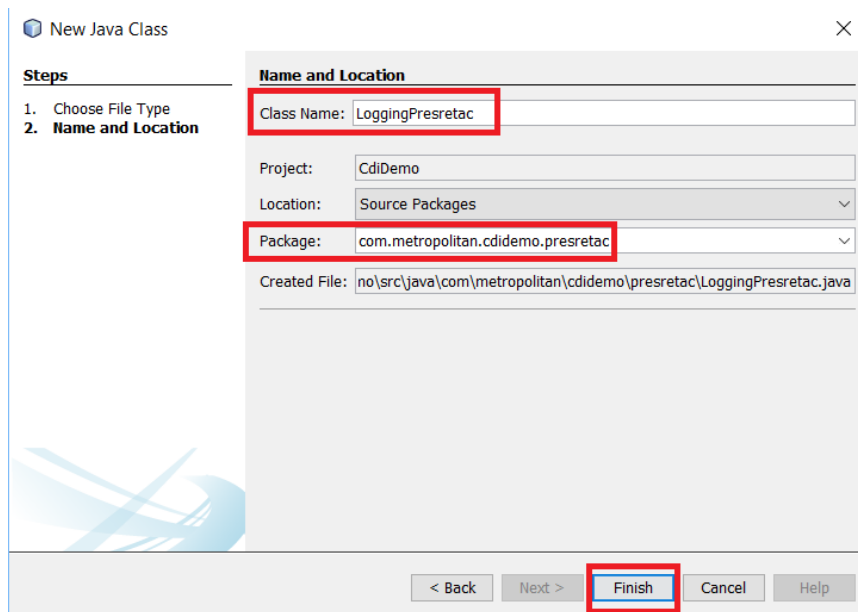 New Java Class
Steps
1. Choose File Type
2. Name and Location
Name and Location
Class Name: LoggingPresretac
Project: CdiDemo
Location: Source Packages
Package: com.metropolitan.cdidemo.presretac
Created File: no\src\java\com\metropolitan\cdidemo\presretac\LoggingPresretac.java
< Back Next > Finish Cancel Help